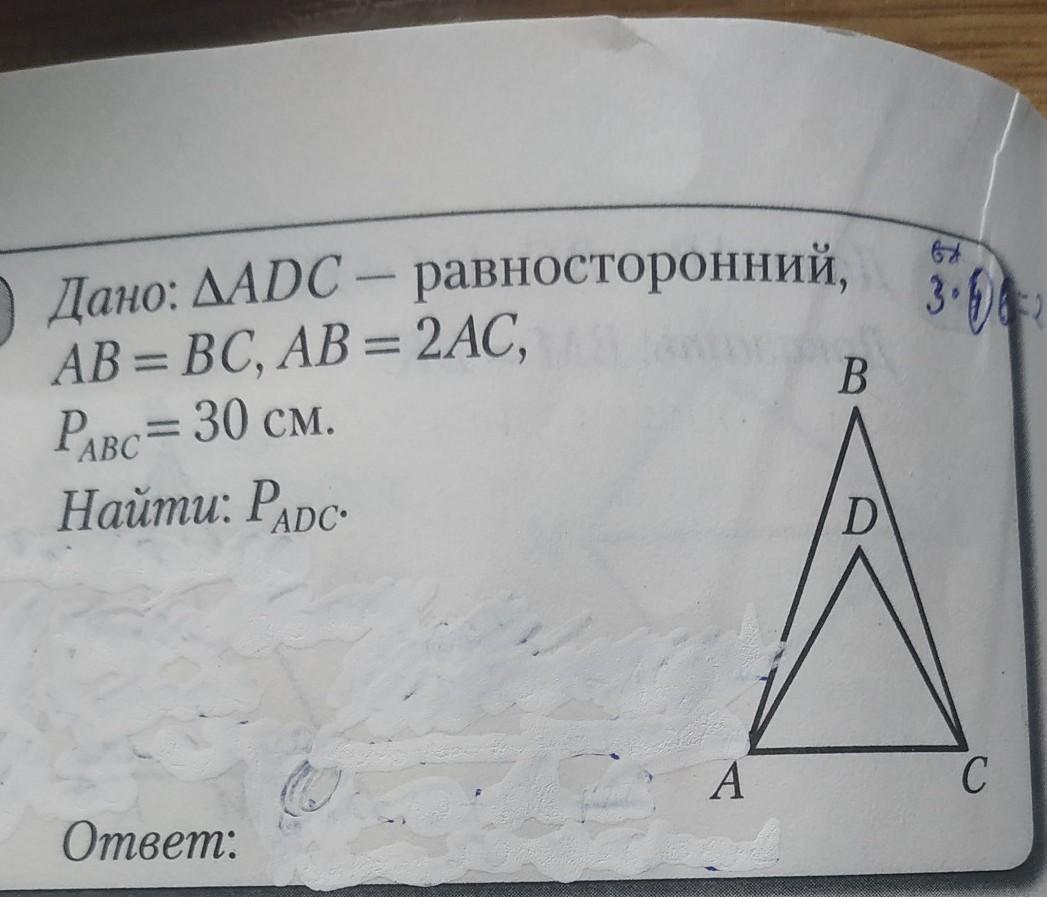 Дано: ΔADC — равносторонний,
AB = BC, AB = 2AC,
P_ABC = 30 см.
Найти: P_ADC.
B
D
A
C
Ответ: